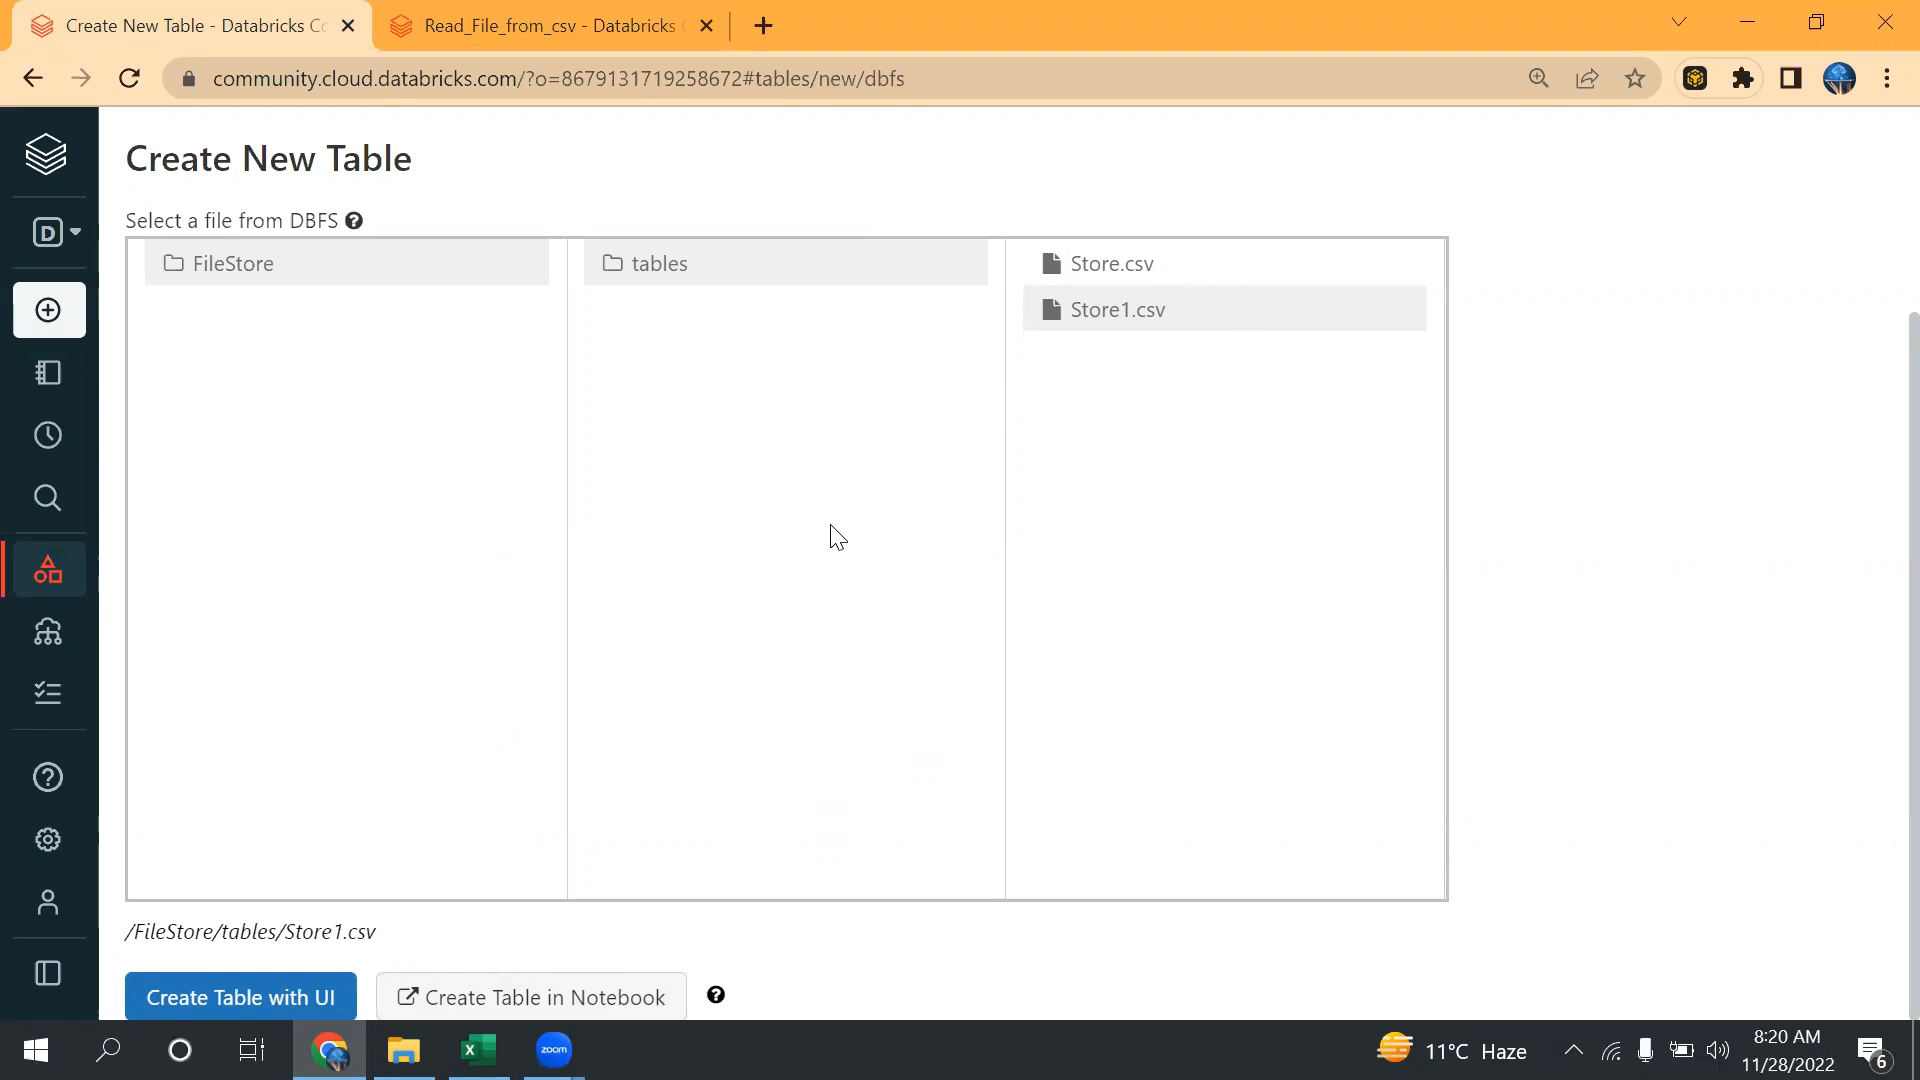 Create New Table - Databricks Co
Read_File_from_csv - Databricks C
community.cloud.databricks.com/?o=8679131719258672#tables/new/dbfs
D
Create New Table
Select a file from DBFS
FileStore
tables
Store.csv
Store1.csv
/FileStore/tables/Store1.csv
Create Table with UI
Create Table in Notebook
zoom
11°C Haze
8:20 AM
11/28/2022
6